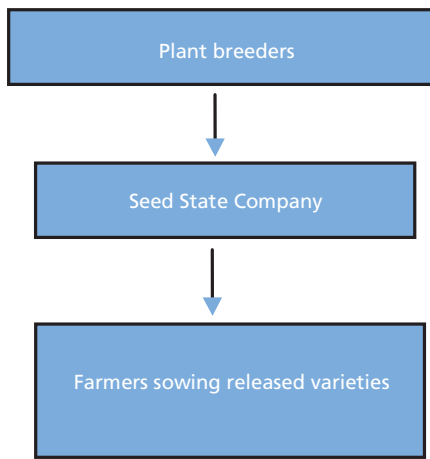 Plant breeders
Seed State Company
Farmers sowing released varieties